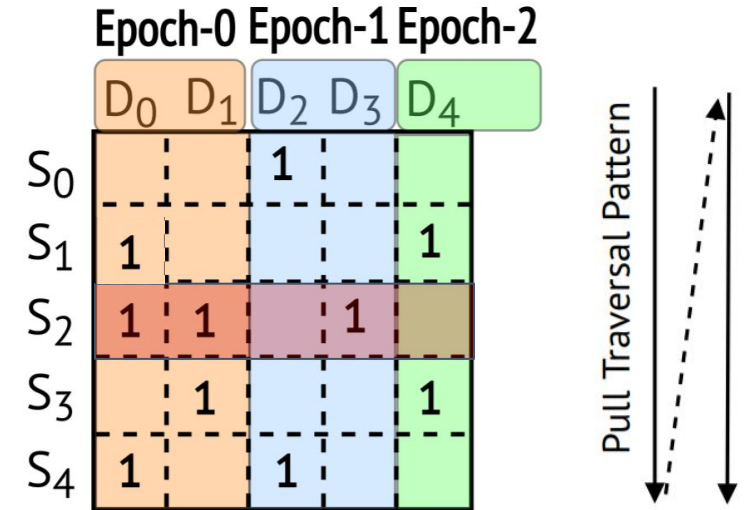 Epoch-0 Epoch-1 Epoch-2
D₀ D₁ D₂ D₃ D₄
S₀ 1
S₁ 1 1
S₂ 1 1 1
S₃ 1 1
S₄ 1 1
Pull Traversal Pattern